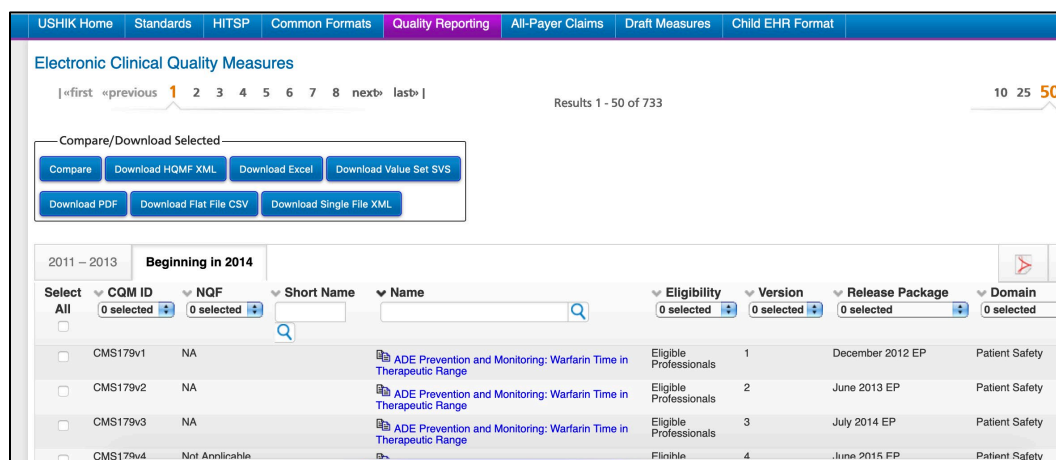 USHIK Home Standards HITSP Common Formats Quality Reporting All-Payer Claims Draft Measures Child EHR Format
Electronic Clinical Quality Measures
|«first «previous 1 2 3 4 5 6 7 8 next» last»|
Results 1 - 50 of 733
10 25 50
Compare/Download Selected
Compare Download HQMF XML Download Excel Download Value Set SVS
Download PDF Download Flat File CSV Download Single File XML
2011 – 2013 Beginning in 2014
Select All CQM ID NQF Short Name Name Eligibility Version Release Package Domain
0 selected 0 selected 0 selected 0 selected 0 selected 0 selected
CMS179v1 NA ADE Prevention and Monitoring: Warfarin Time in Therapeutic Range Eligible Professionals 1 December 2012 EP Patient Safety
CMS179v2 NA ADE Prevention and Monitoring: Warfarin Time in Therapeutic Range Eligible Professionals 2 June 2013 EP Patient Safety
CMS179v3 NA ADE Prevention and Monitoring: Warfarin Time in Therapeutic Range Eligible Professionals 3 July 2014 EP Patient Safety
CMS179v4 Not Applicable Eligible 4 June 2015 EP Patient Safety